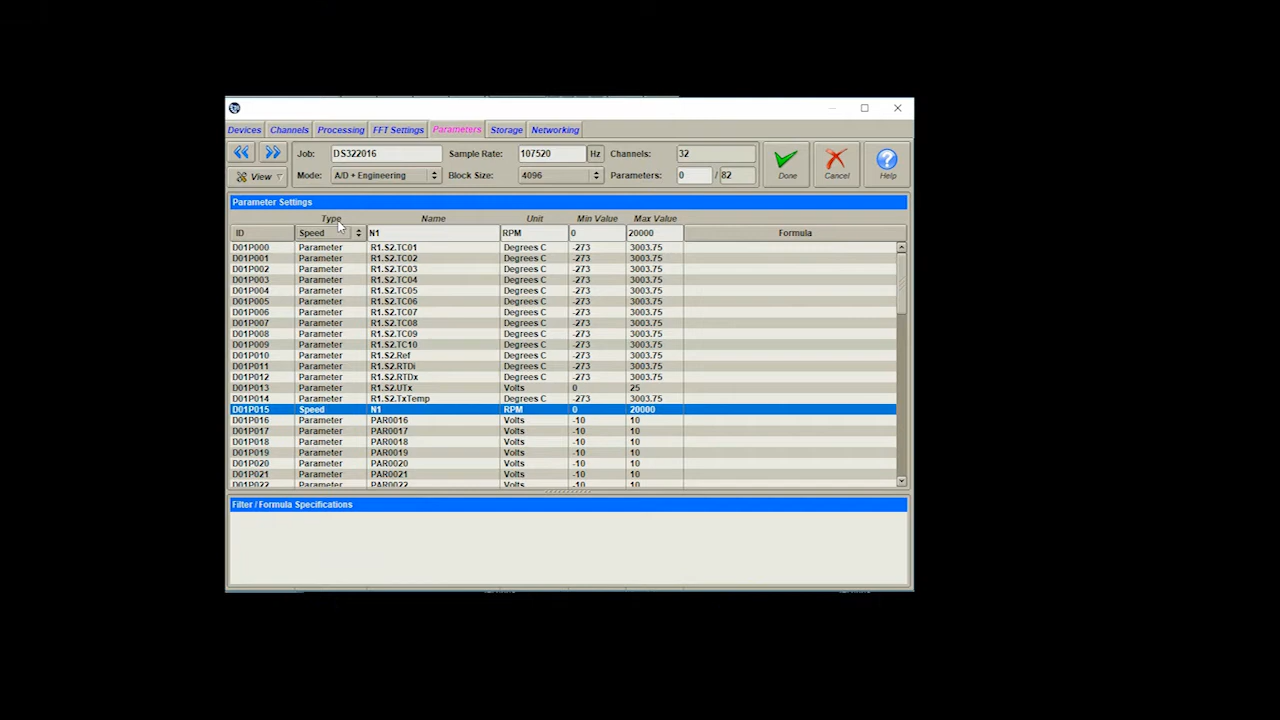 Devices Channels Processing FFT Settings Parameters Storage Networking
Job: DS322016 Sample Rate: 107520 Hz Channels: 32
View Mode: A/D + Engineering Block Size: 4096 Parameters: 0 / 82 Done Cancel Help
Parameter Settings
Type Name Unit Min Value Max Value
ID Speed N1 RPM 0 20000 Formula
D01P000 Parameter R1.S2.TC01 Degrees C -273 3003.75
D01P001 Parameter R1.S2.TC02 Degrees C -273 3003.75
D01P002 Parameter R1.S2.TC03 Degrees C -273 3003.75
D01P003 Parameter R1.S2.TC04 Degrees C -273 3003.75
D01P004 Parameter R1.S2.TC05 Degrees C -273 3003.75
D01P005 Parameter R1.S2.TC06 Degrees C -273 3003.75
D01P006 Parameter R1.S2.TC07 Degrees C -273 3003.75
D01P007 Parameter R1.S2.TC08 Degrees C -273 3003.75
D01P008 Parameter R1.S2.TC09 Degrees C -273 3003.75
D01P009 Parameter R1.S2.TC10 Degrees C -273 3003.75
D01P010 Parameter R1.S2.Ref Degrees C -273 3003.75
D01P011 Parameter R1.S2.RTDi Degrees C -273 3003.75
D01P012 Parameter R1.S2.RTDx Degrees C -273 3003.75
D01P013 Parameter R1.S2.UTx Volts 0 25
D01P014 Parameter R1.S2.TxTemp Degrees C -273 3003.75
D01P015 Speed N1 RPM 0 20000
D01P016 Parameter PAR0016 Volts -10 10
D01P017 Parameter PAR0017 Volts -10 10
D01P018 Parameter PAR0018 Volts -10 10
D01P019 Parameter PAR0019 Volts -10 10
D01P020 Parameter PAR0020 Volts -10 10
D01P021 Parameter PAR0021 Volts -10 10
D01P022 Parameter PAR0022 Volts -10 10
Filter / Formula Specifications